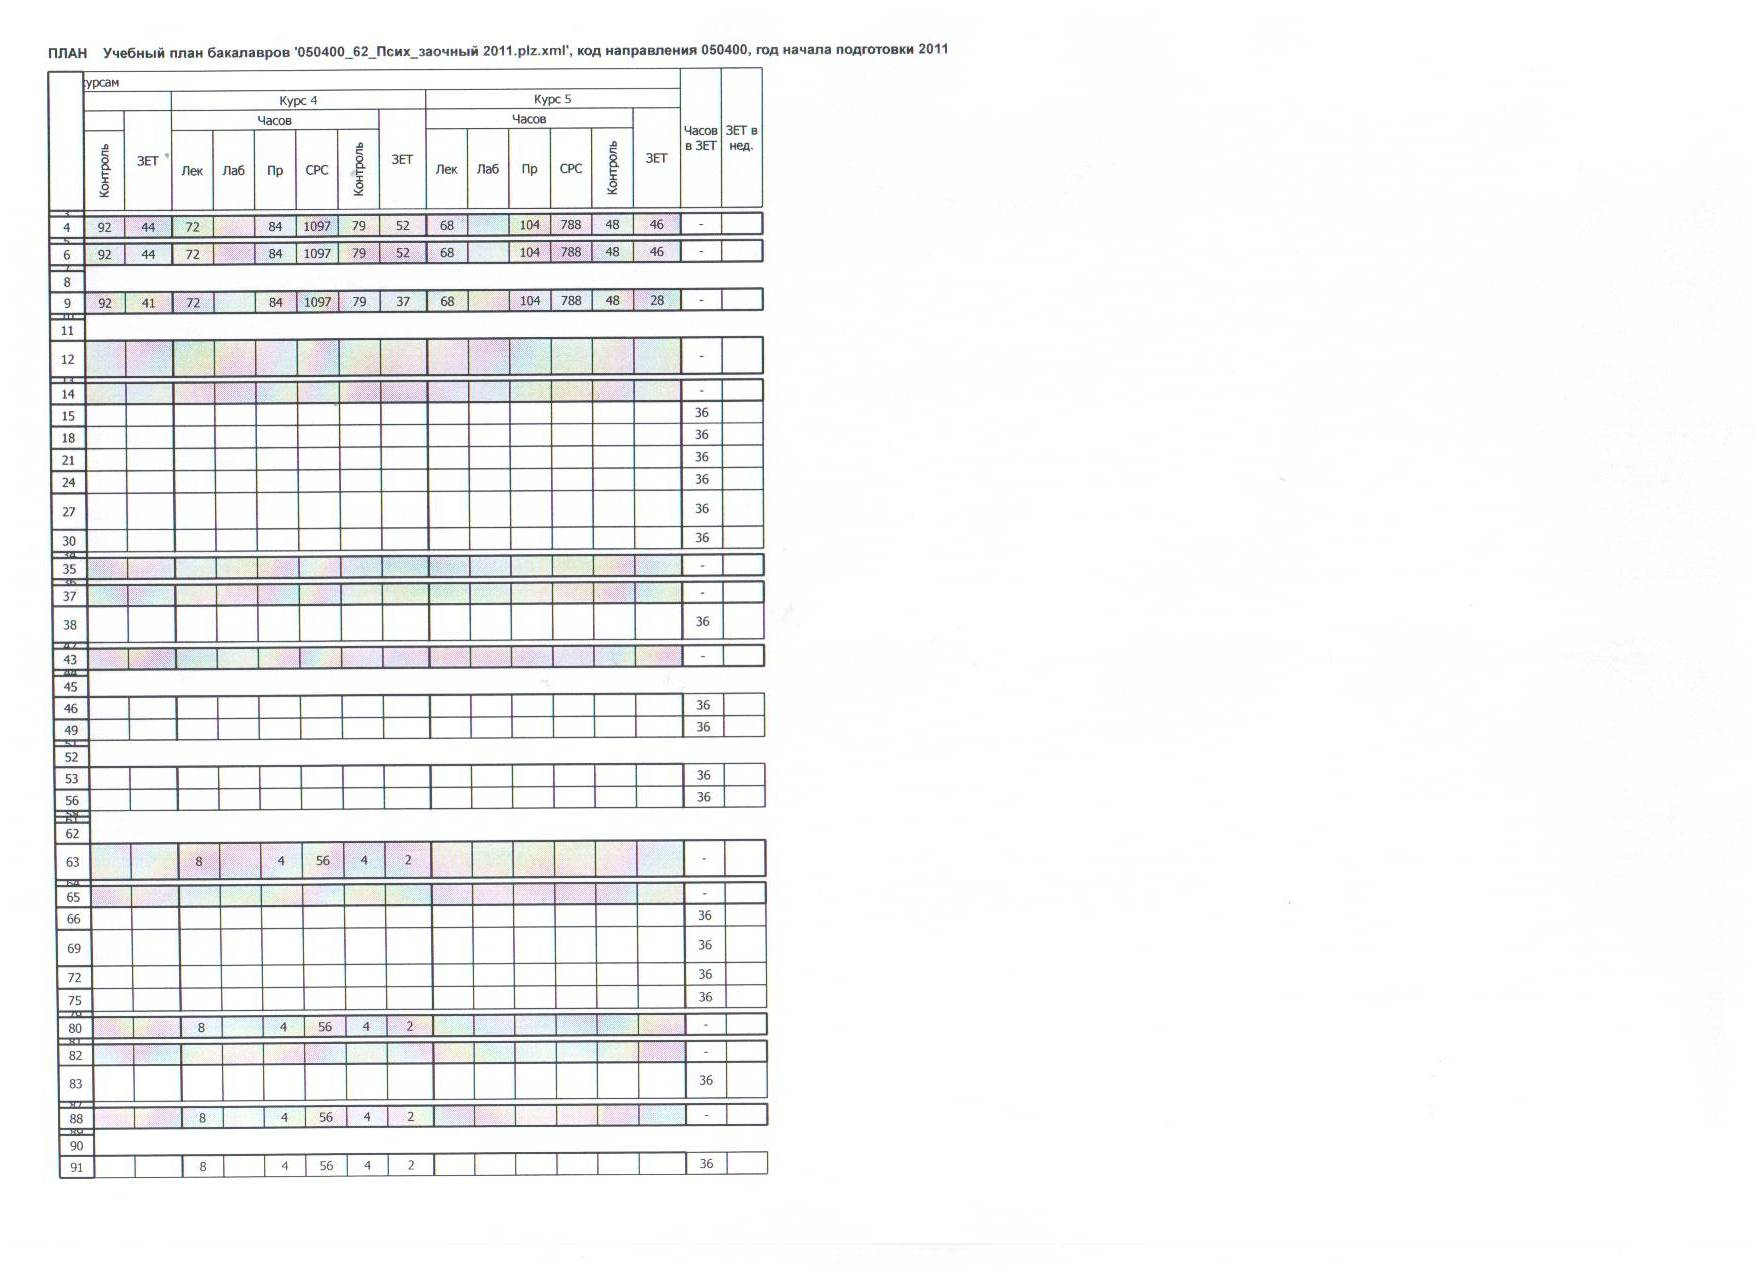 ПЛАН Учебный план бакалавров '050400_62_Псих_заочный 2011.plz.xml', код направления 050400, год начала подготовки 2011
урсам
Курс 4 Курс 5
Часов Часов
Контроль ЗЕТ Лек Лаб Пр СРС Контроль ЗЕТ Лек Лаб Пр СРС Контроль ЗЕТ Часов в ЗЕТ ЗЕТ в нед.
4 92 44 72 84 1097 79 52 68 104 788 48 46 -
6 92 44 72 84 1097 79 52 68 104 788 48 46 -
8
9 92 41 72 84 1097 79 37 68 104 788 48 28 -
11
12 -
14 -
15 36
18 36
21 36
24 36
27 36
30 36
35 -
37 -
38 36
43 -
45
46 36
49 36
52
53 36
56 36
62
63 8 4 56 4 2 -
65 -
66 36
69 36
72 36
75 36
80 8 4 56 4 2 -
82 -
83 36
88 8 4 56 4 2 -
90
91 8 4 56 4 2 36